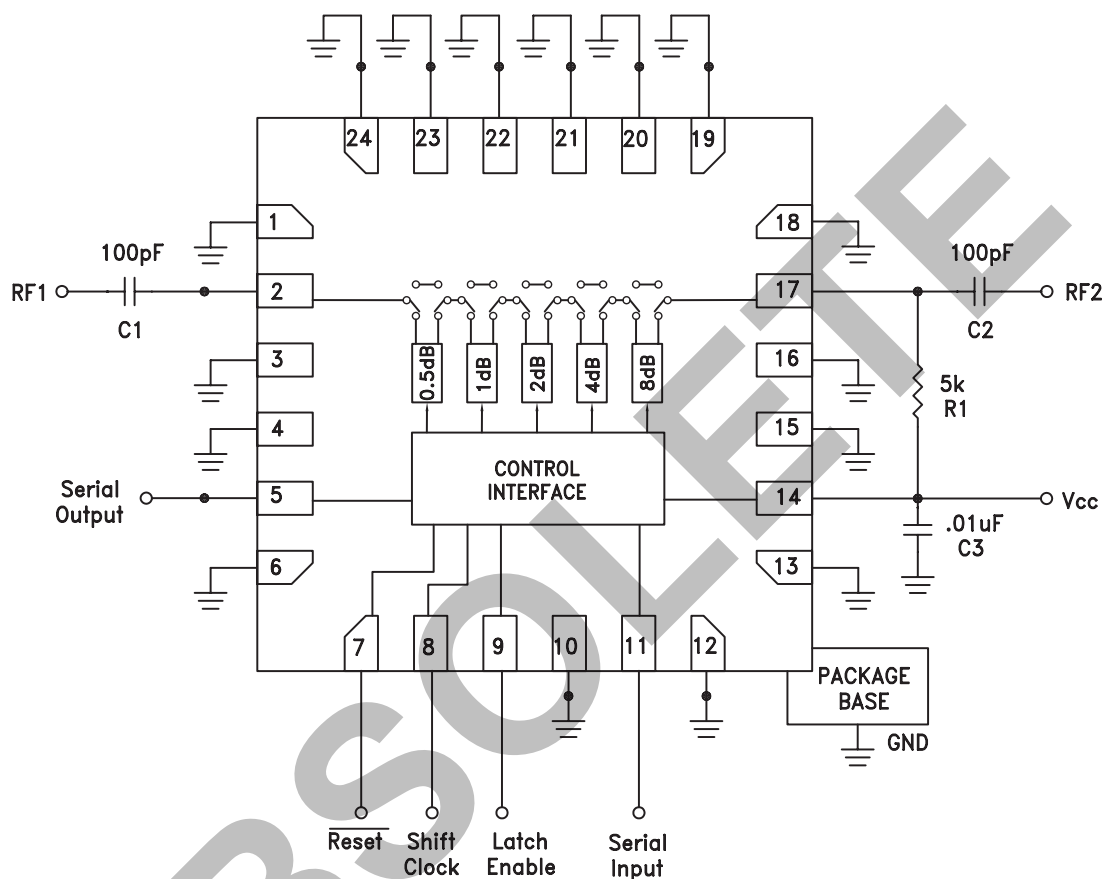 24
23
22
21
20
19
1
18
100pF
100pF
RF1
2
17
RF2
C1
C2
0.5dB
1dB
2dB
4dB
8dB
3
16
5k
R1
4
15
CONTROL
INTERFACE
Serial
Output
5
14
Vcc
.01uF
C3
6
13
7
8
9
10
11
12
PACKAGE
BASE
GND
Reset
Shift
Clock
Latch
Enable
Serial
Input
BSOLETE